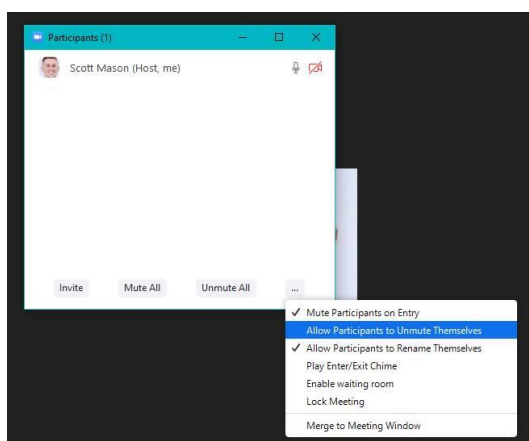 Participants (1)
Scott Mason (Host, me)
Invite Mute All Unmute All ...
✓ Mute Participants on Entry
Allow Participants to Unmute Themselves
✓ Allow Participants to Rename Themselves
Play Enter/Exit Chime
Enable waiting room
Lock Meeting
Merge to Meeting Window